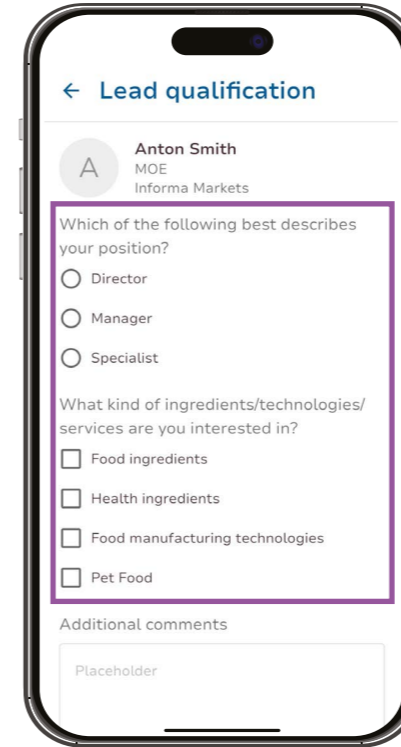 Lead qualification
A
Anton Smith
MOE
Informa Markets
Which of the following best describes
your position?
Director
Manager
Specialist
What kind of ingredients/technologies/
services are you interested in?
Food ingredients
Health ingredients
Food manufacturing technologies
Pet Food
Additional comments
Placeholder